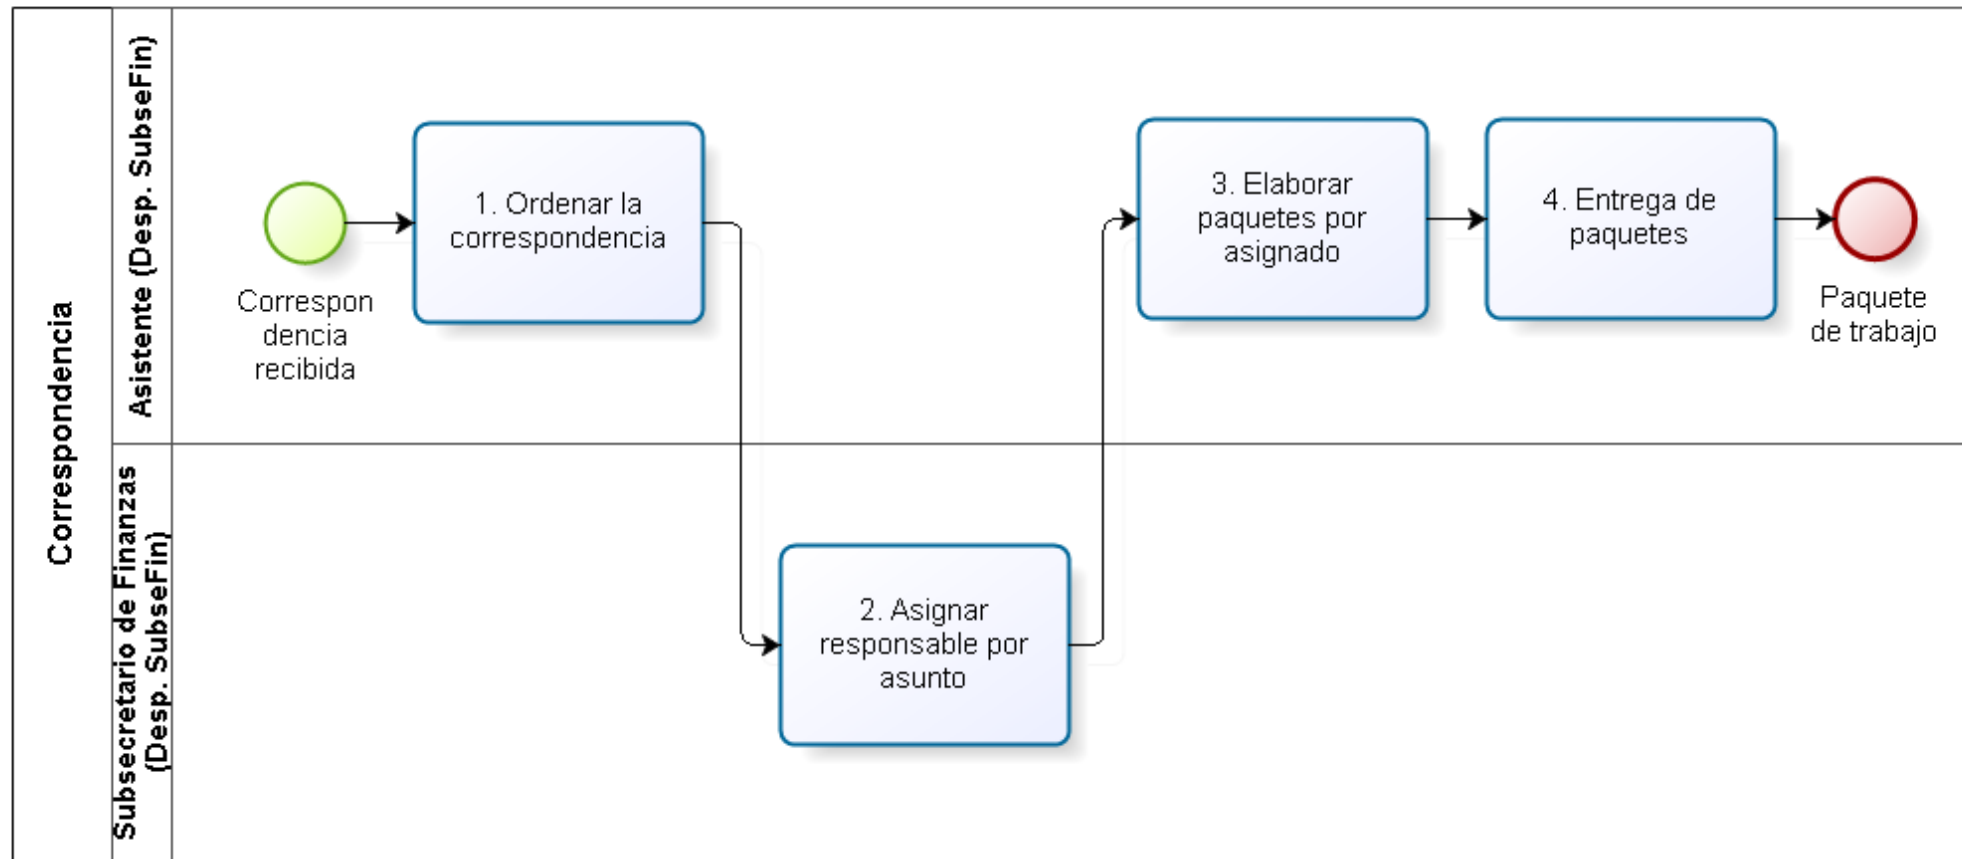 Correspondencia
Asistente (Desp. SubseFin)
Correspon
dencia
recibida
1. Ordenar la
correspondencia
3. Elaborar
paquetes por
asignado
4. Entrega de
paquetes
Paquete
de trabajo
Subsecretario de Finanzas
(Desp. SubseFin)
2. Asignar
responsable por
asunto